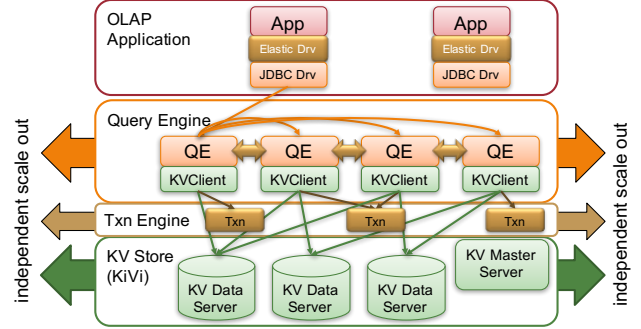 OLAP
Application
App
App
Elastic Drv
Elastic Drv
JDBC Drv
JDBC Drv
Query Engine
QE
QE
QE
QE
KVClient
KVClient
KVClient
KVClient
Txn Engine
Txn
Txn
Txn
KV Store
(KiVi)
KV Data
Server
KV Data
Server
KV Data
Server
KV Master
Server
independent scale out
independent scale out